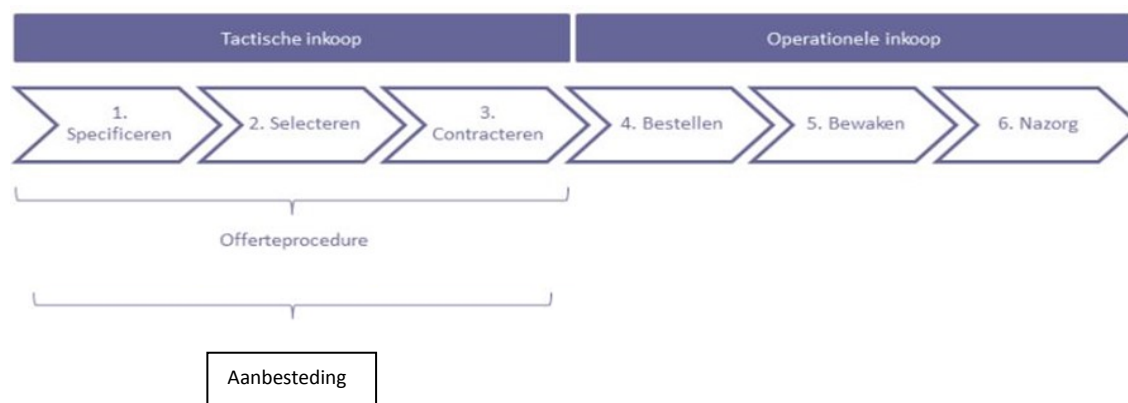 Tactische inkoop
Operationele inkoop
1.
Specificeren
2. Selecteren
3.
Contracteren
4. Bestellen
5. Bewaken
6. Nazorg
Offerteprocedure
Aanbesteding